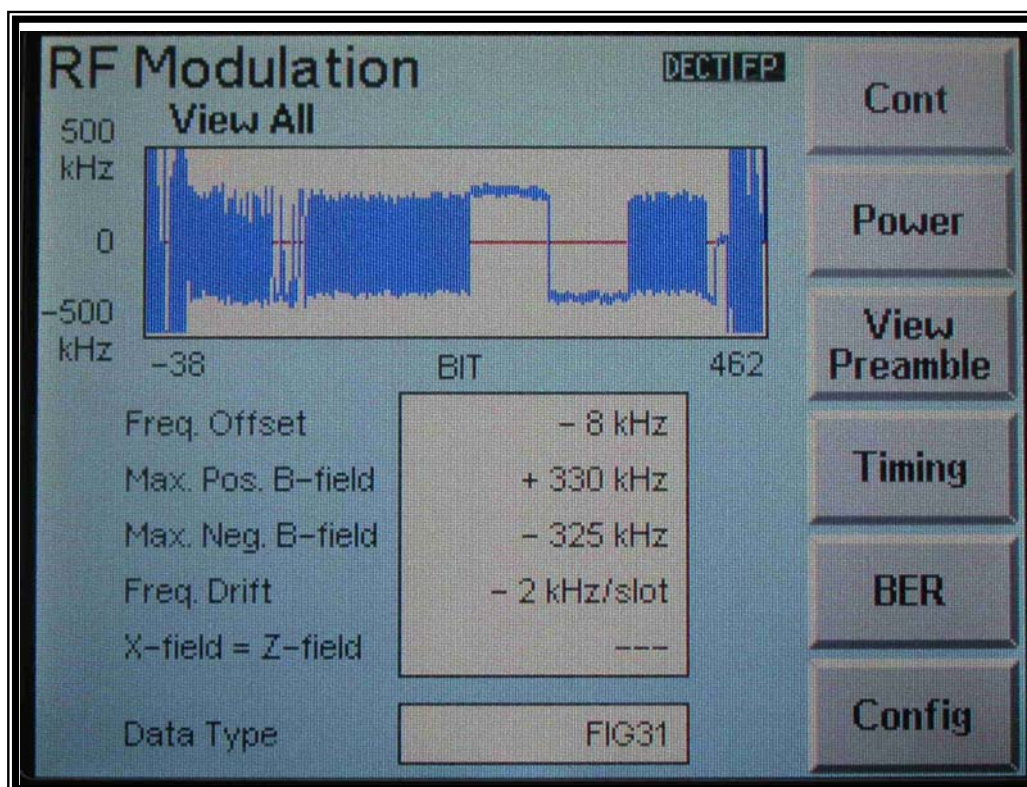 RF Modulation
DECT FP
View All
500
kHz
0
-500
kHz
-38 BIT 462
Freq. Offset - 8 kHz
Max. Pos. B-field + 330 kHz
Max. Neg. B-field - 325 kHz
Freq. Drift - 2 kHz/slot
X-field = Z-field ---
Data Type FIG31
Cont
Power
View
Preamble
Timing
BER
Config